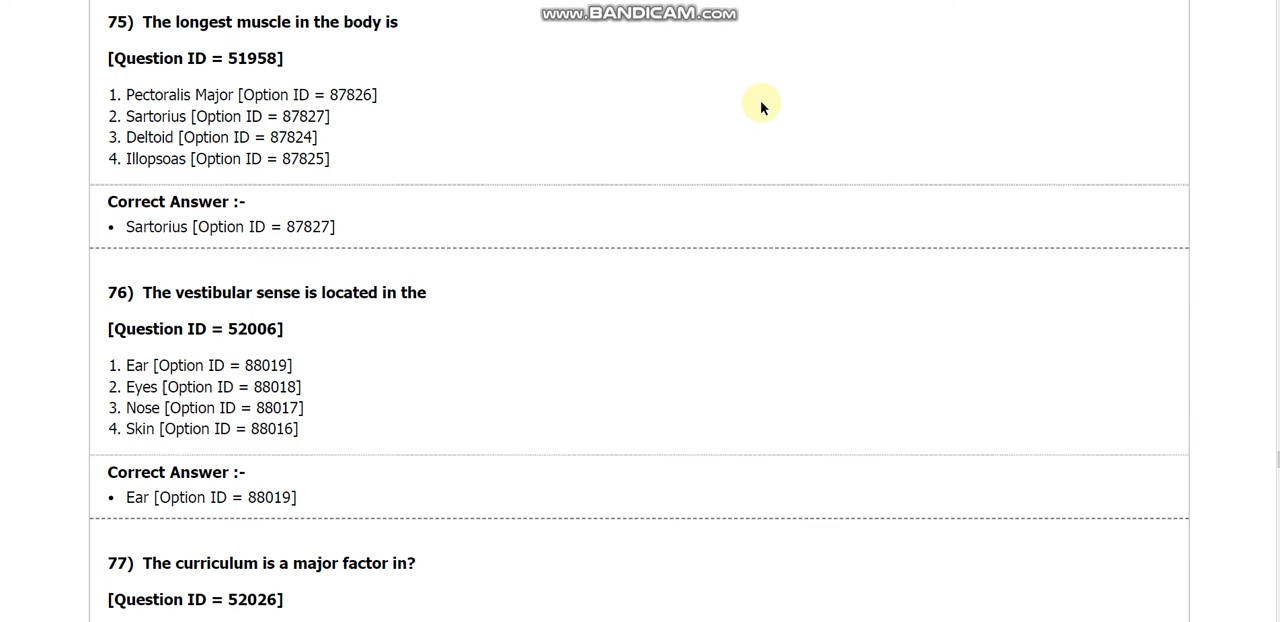 www.BANDICAM.com
75) The longest muscle in the body is
[Question ID = 51958]
1. Pectoralis Major [Option ID = 87826]
2. Sartorius [Option ID = 87827]
3. Deltoid [Option ID = 87824]
4. Illopsoas [Option ID = 87825]
Correct Answer :-
• Sartorius [Option ID = 87827]
76) The vestibular sense is located in the
[Question ID = 52006]
1. Ear [Option ID = 88019]
2. Eyes [Option ID = 88018]
3. Nose [Option ID = 88017]
4. Skin [Option ID = 88016]
Correct Answer :-
• Ear [Option ID = 88019]
77) The curriculum is a major factor in?
[Question ID = 52026]